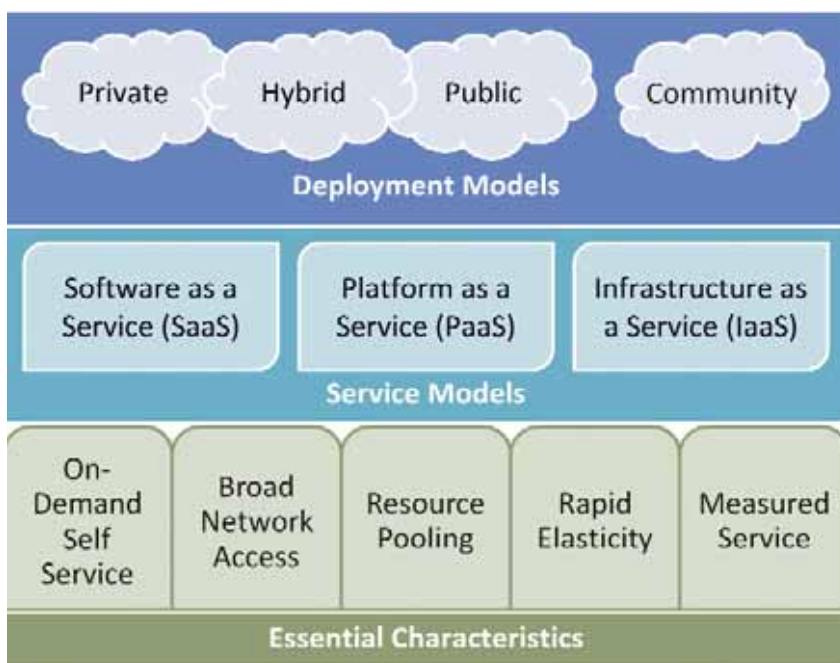 Private
Hybrid
Public
Community
Deployment Models
Software as a
Service (SaaS)
Platform as a
Service (PaaS)
Infrastructure as
a Service (IaaS)
Service Models
On-
Demand
Self
Service
Broad
Network
Access
Resource
Pooling
Rapid
Elasticity
Measured
Service
Essential Characteristics